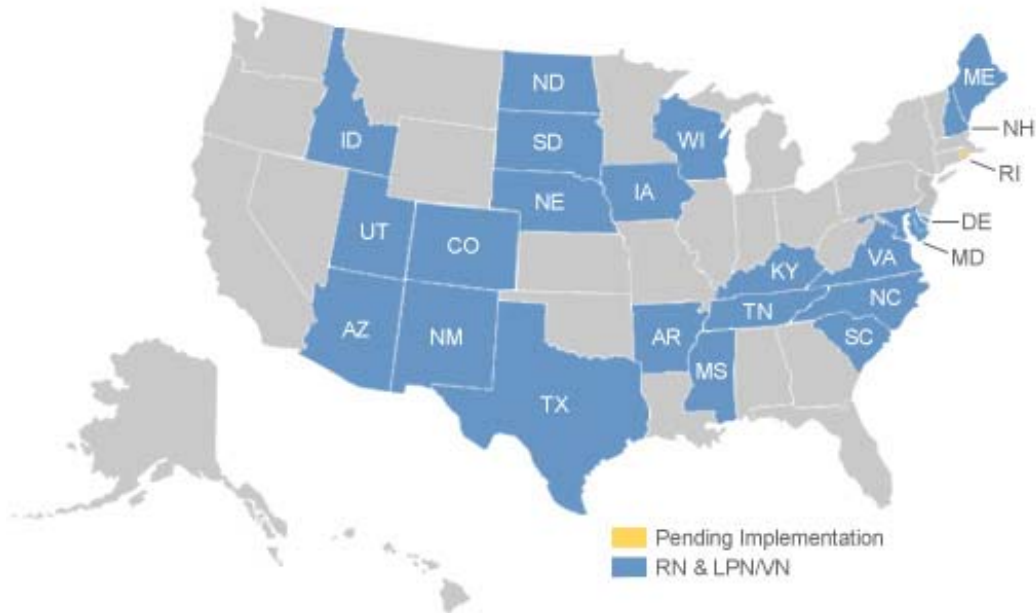 ND
ME
ID
SD
WI
NH
RI
NE
IA
UT
CO
DE
MD
KY
VA
AZ
NM
TN
NC
AR
SC
MS
TX
Pending Implementation
RN & LPN/VN